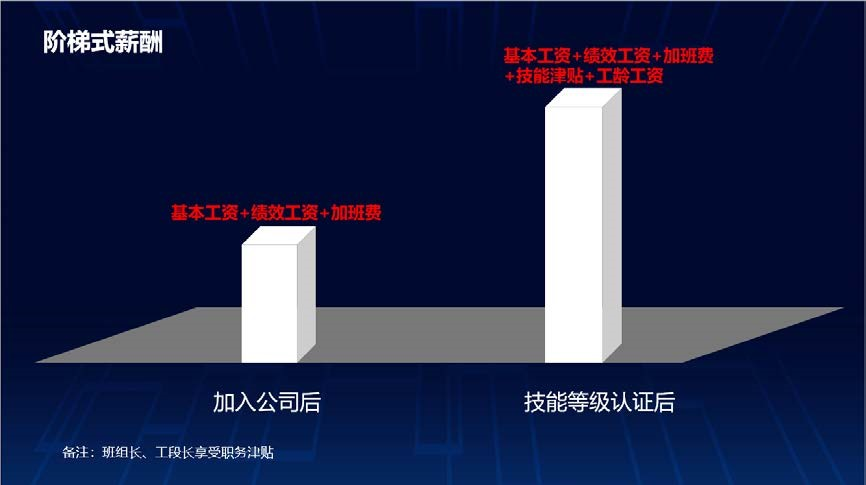 阶梯式薪酬
基本工资+绩效工资+加班费
+技能津贴+工龄工资
基本工资+绩效工资+加班费
加入公司后
技能等级认证后
备注：班组长、工段长享受职务津贴